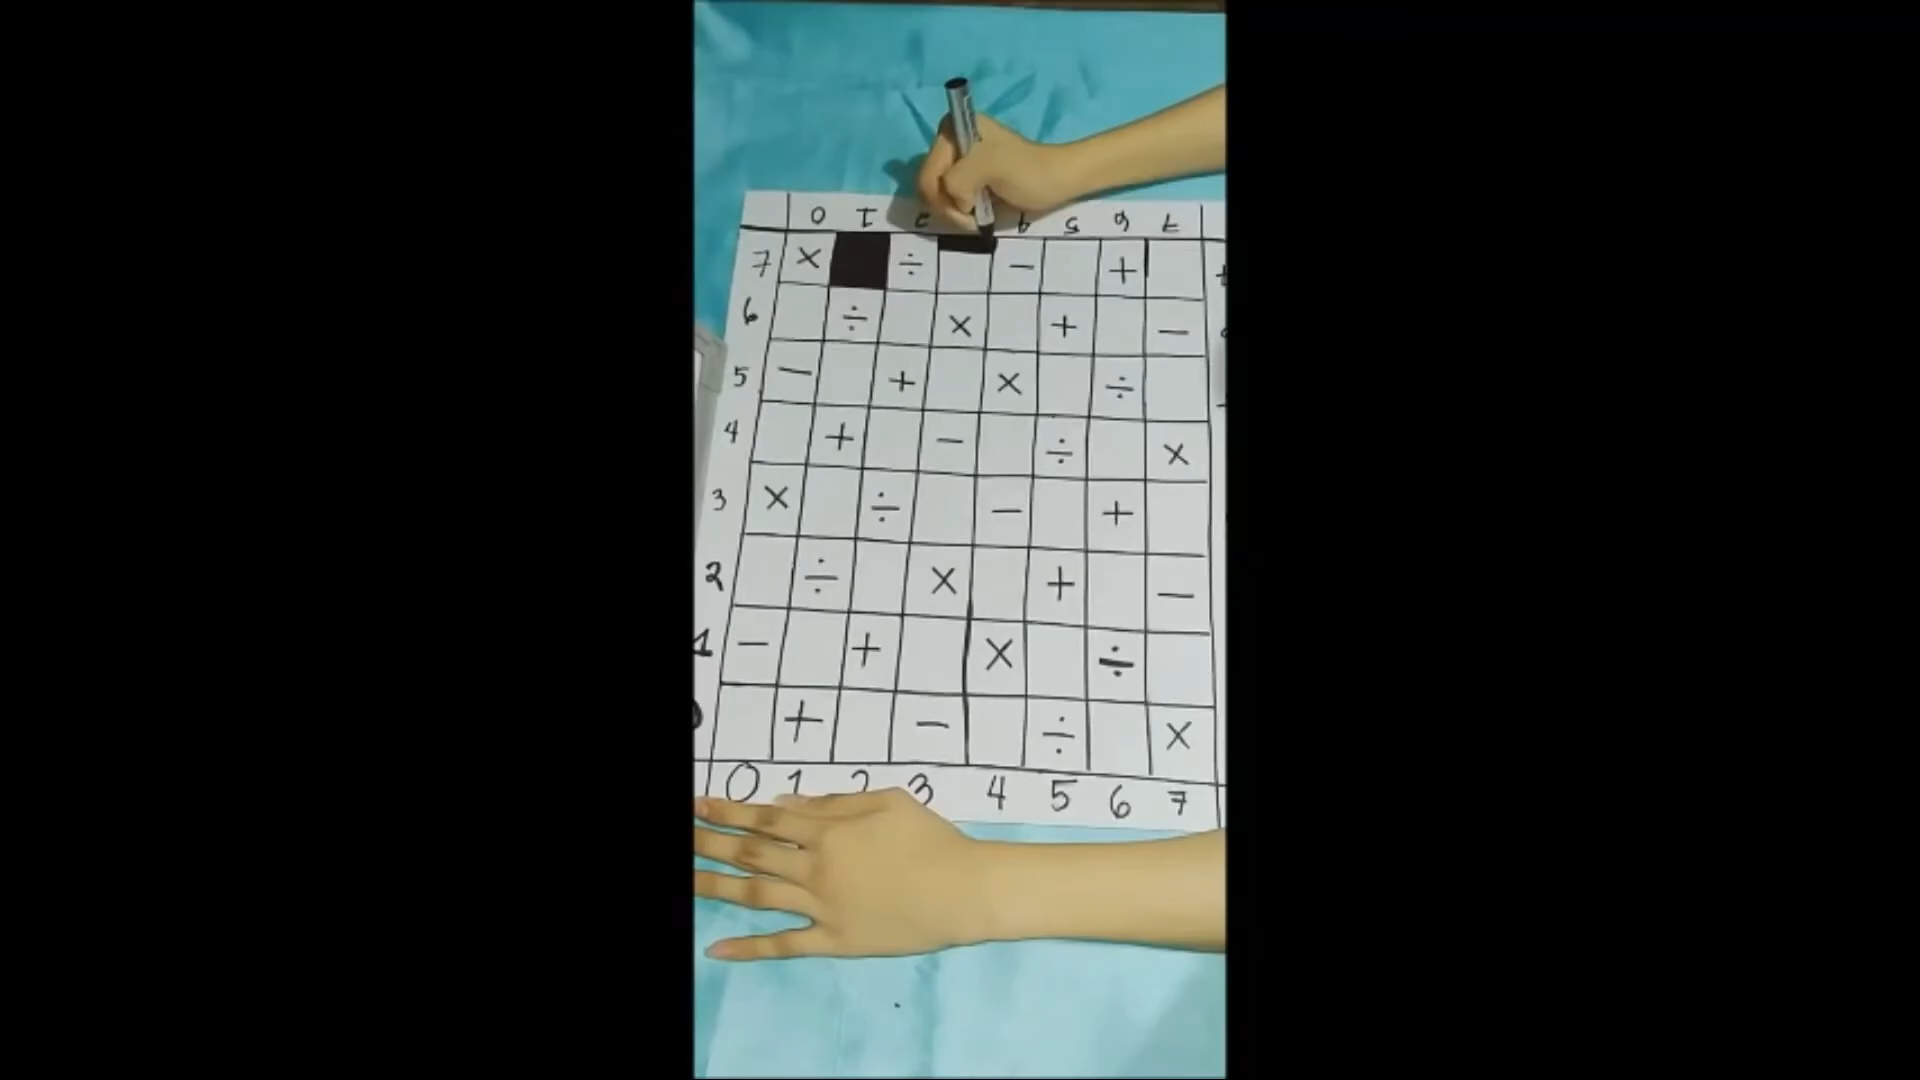 0 1 2 4 5 6 7
7 × ÷ − +
6 ÷ × + −
5 − + × ÷
4 + − ÷ ×
3 × ÷ − +
2 ÷ × + −
1 − + × ÷
+ − ÷ ×
0 1 2 3 4 5 6 7